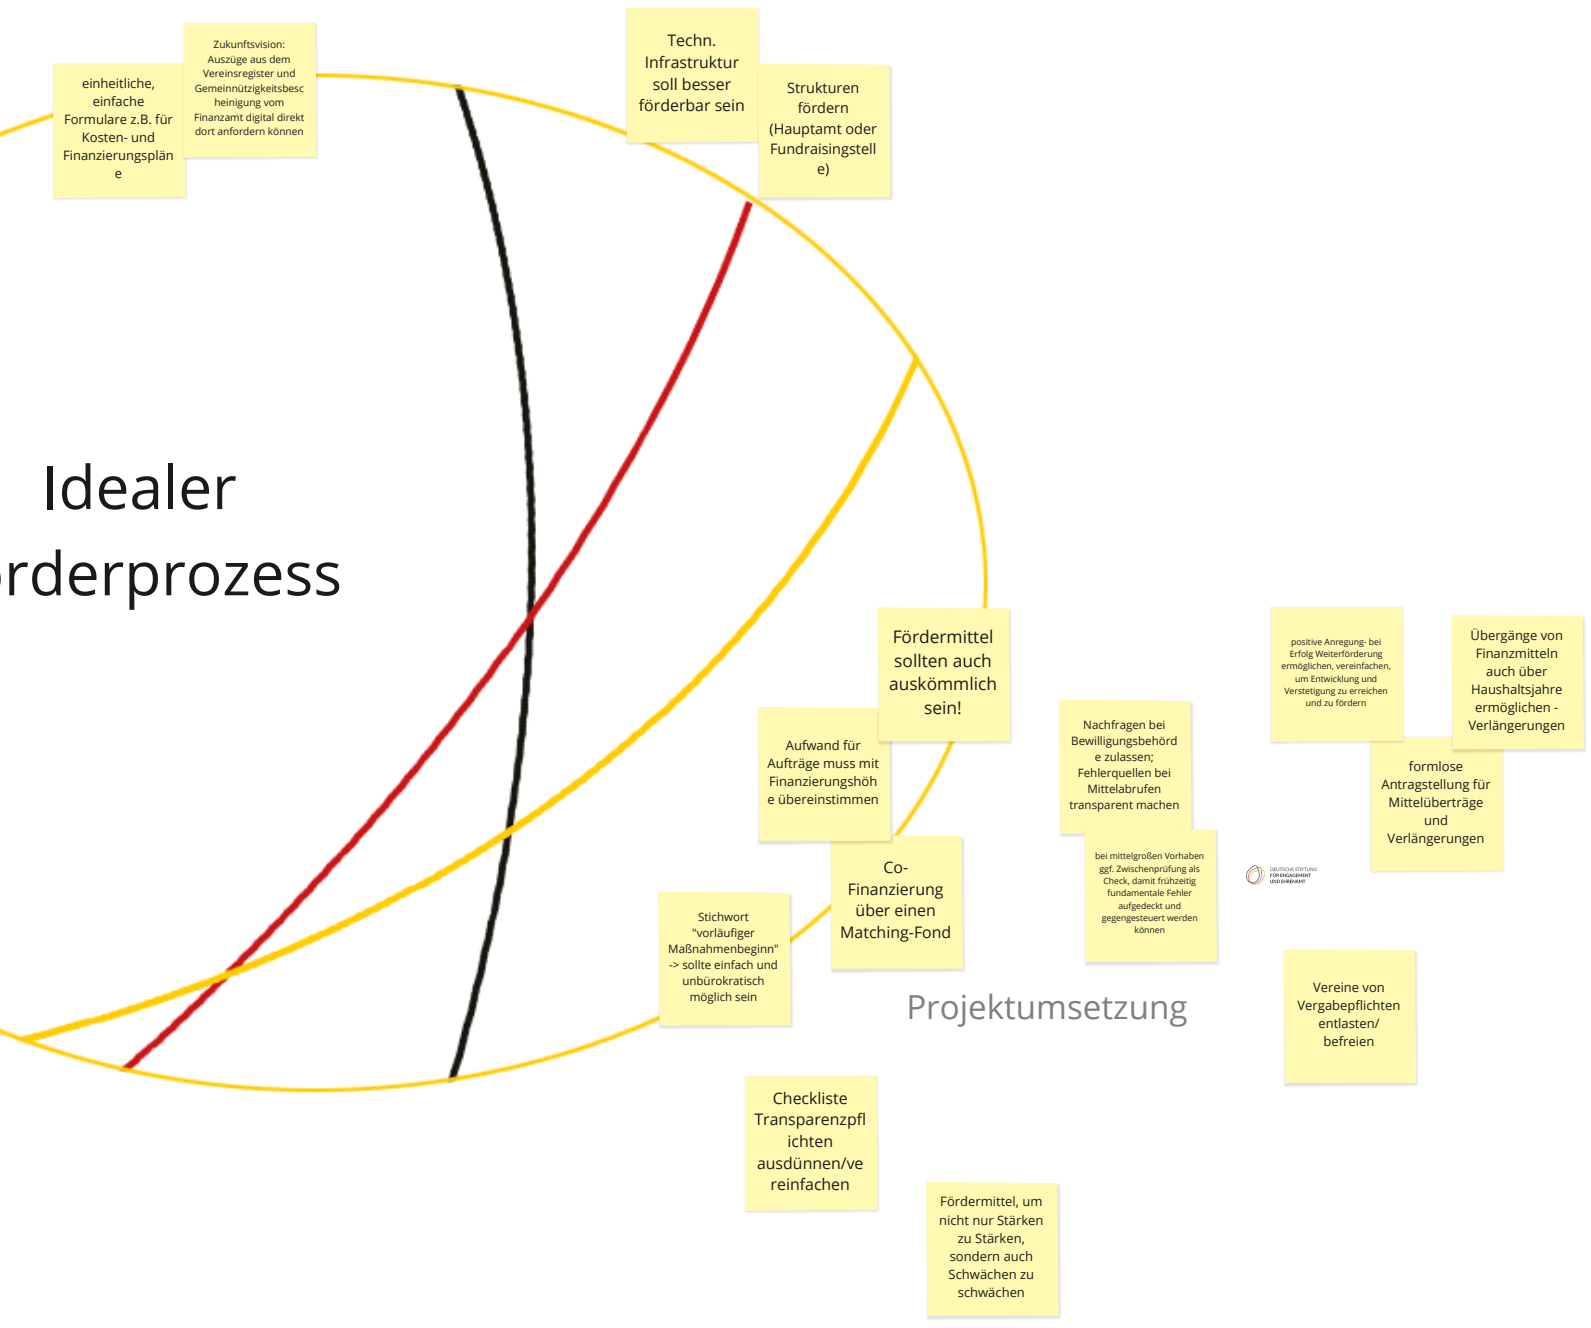 einheitliche,
einfache
Formulare z.B. für
Kosten- und
Finanzierungsplän
e
Zukunftsvision:
Auszüge aus dem
Vereinsregister und
Gemeinnützigkeitsbesc
heinigung vom
Finanzamt digital direkt
dort anfordern können
Techn.
Infrastruktur
soll besser
förderbar sein
Strukturen
fördern
(Hauptamt oder
Fundraisingstell
e)
Idealer
orderprozess
Fördermittel
sollten auch
auskömmlich
sein!
Aufwand für
Aufträge muss mit
Finanzierungshöh
e übereinstimmen
Co-
Finanzierung
über einen
Matching-Fond
Stichwort
"vorläufiger
Maßnahmenbeginn"
-> sollte einfach und
unbürokratisch
möglich sein
Nachfragen bei
Bewilligungsbehörd
e zulassen;
Fehlerquellen bei
Mittelabrufen
transparent machen
bei mittelgroßen Vorhaben
ggf. Zwischenprüfung als
Check, damit frühzeitig
fundamentale Fehler
aufgedeckt und
gegengesteuert werden
können
positive Anregung- bei
Erfolg Weiterförderung
ermöglichen, vereinfachen,
um Entwicklung und
Verstetigung zu erreichen
und zu fördern
Übergänge von
Finanzmitteln
auch über
Haushaltsjahre
ermöglichen -
Verlängerungen
formlose
Antragstellung für
Mittelüberträge
und
Verlängerungen
DEUTSCHE STIFTUNG
FÜR ENGAGEMENT
UND EHRENAMT
Vereine von
Vergabepflichten
entlasten/
befreien
Projektumsetzung
Checkliste
Transparenzpfl
ichten
ausdünnen/ve
reinfachen
Fördermittel, um
nicht nur Stärken
zu Stärken,
sondern auch
Schwächen zu
schwächen